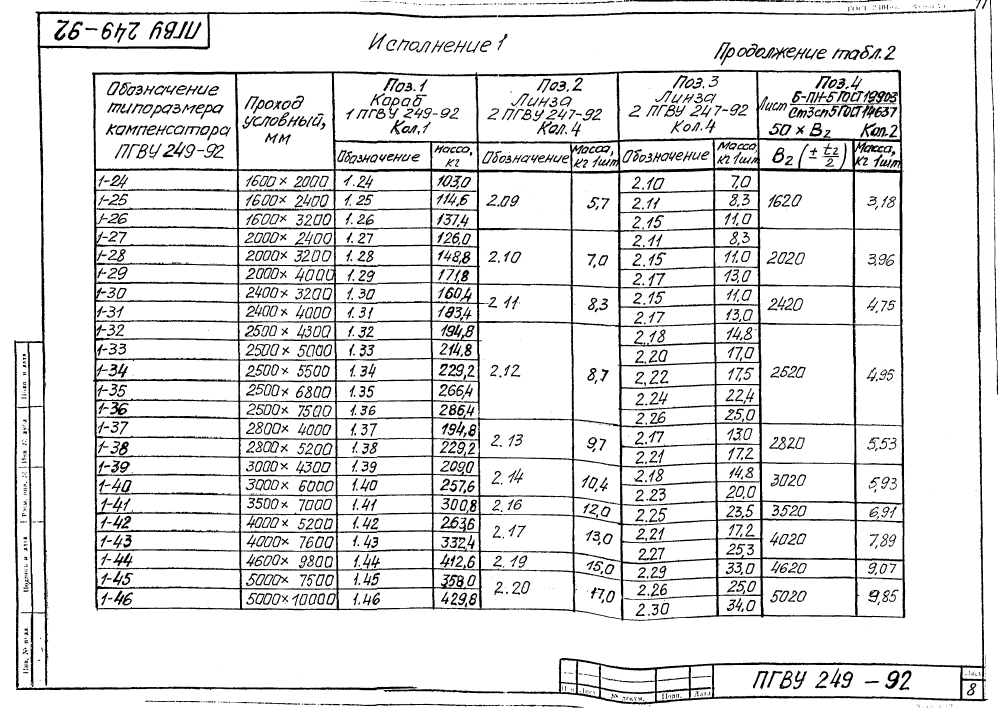 ПГВУ 249-92
Исполнение 1
Продолжение табл.2
Обозначение типоразмера компенсатора ПГВУ 249-92
Проход условный, мм
Поз.1 Короб 1 ПГВУ 249-92 Кол.1
Поз.2 Линза 2 ПГВУ 247-92 Кол.4
Поз.3 Линза 2 ПГВУ 247-92 Кол.4
Поз.4 Лист Б-ПН-5 ГОСТ 19903 Ст3сп5 ГОСТ 14637 50 × В₂ Кол.2
Обозначение масса, кг Обозначение Масса, кг 1шт Обозначение Масса, кг 1шт В₂ (± t₂/2) Масса, кг 1шт
1-24 1600 × 2000 1.24 103,0 2.09 5,7 2.10 7,0 1620 3,18
1-25 1600 × 2400 1.25 114,6 2.11 8,3
1-26 1600 × 3200 1.26 137,4 2.15 11,0
1-27 2000 × 2400 1.27 126,0 2.10 7,0 2.11 8,3 2020 3,96
1-28 2000 × 3200 1.28 148,8 2.15 11,0
1-29 2000 × 4000 1.29 171,8 2.17 13,0
1-30 2400 × 3200 1.30 160,4 2.11 8,3 2.15 11,0 2420 4,75
1-31 2400 × 4000 1.31 183,4 2.17 13,0
1-32 2500 × 4300 1.32 194,8 2.12 8,7 2.18 14,8 2520 4,95
1-33 2500 × 5000 1.33 214,8 2.20 17,0
1-34 2500 × 5500 1.34 229,2 2.22 17,5
1-35 2500 × 6800 1.35 266,4 2.24 22,4
1-36 2500 × 7500 1.36 286,4 2.26 25,0
1-37 2800 × 4000 1.37 194,8 2.13 9,7 2.17 13,0 2820 5,53
1-38 2800 × 5200 1.38 229,2 2.21 17,2
1-39 3000 × 4300 1.39 209,0 2.14 10,4 2.18 14,8 3020 5,93
1-40 3000 × 6000 1.40 257,6 2.23 20,0
1-41 3500 × 7000 1.41 300,8 2.16 12,0 2.25 23,5 3520 6,91
1-42 4000 × 5200 1.42 263,6 2.17 13,0 2.21 17,2 4020 7,89
1-43 4000 × 7600 1.43 332,4 2.27 25,3
1-44 4600 × 9800 1.44 412,6 2.19 15,0 2.29 33,0 4620 9,07
1-45 5000 × 7500 1.45 358,0 2.20 17,0 2.26 25,0 5020 9,85
1-46 5000 × 10000 1.46 429,8 2.30 34,0
Подпись и дата
Инв. № подл.
№ докум. Подп. Дата
ПГВУ 249 - 92
Лист
8